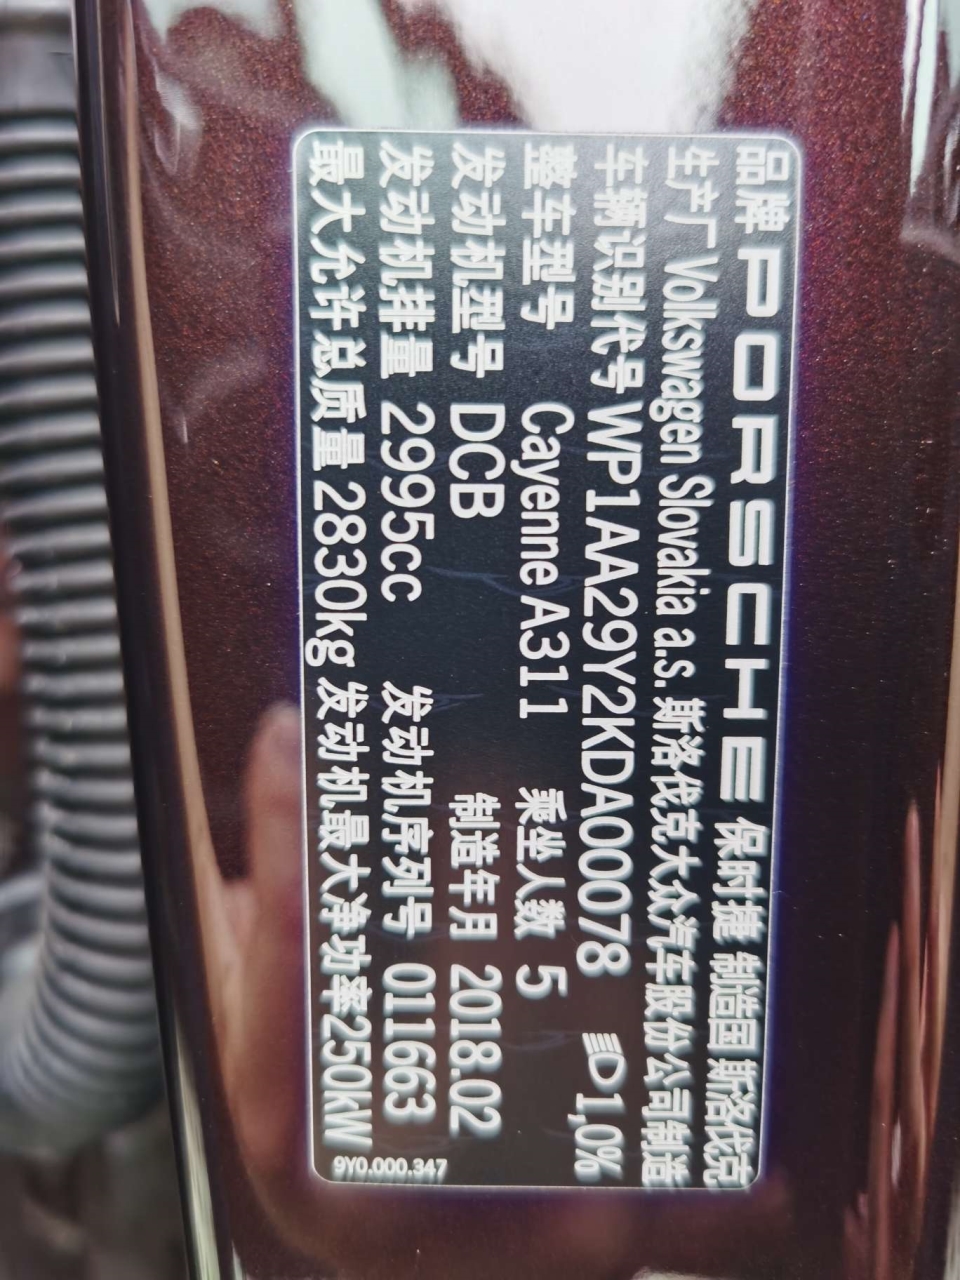 品牌 PORSCHE 保时捷 制造国 斯洛伐克
生产厂 Volkswagen Slovakia a.s. 斯洛伐克大众汽车股份公司制造
车辆识别代号 WP1AA29Y2KDA00078 1,0%
整车型号 Cayenne A311 乘坐人数 5
发动机型号 DCB 制造年月 2018.02
发动机排量 2995cc 发动机序列号 011663
最大允许总质量 2830kg 发动机最大净功率250kW
9Y0.000.347